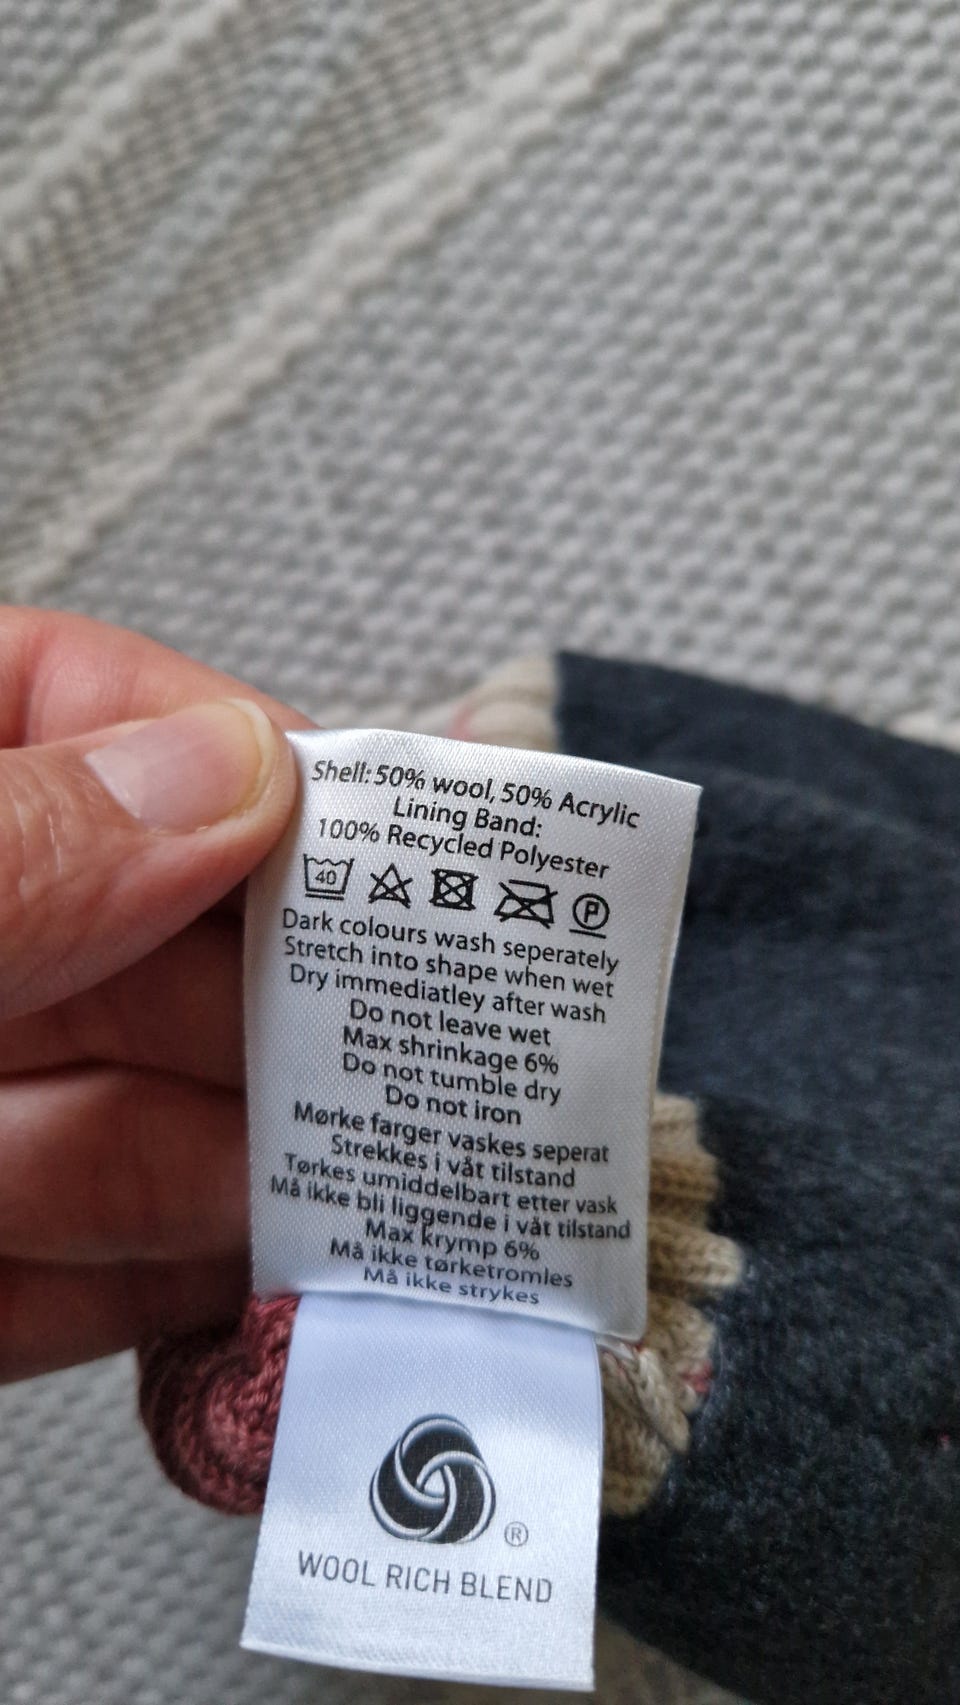 Shell: 50% wool, 50% Acrylic
Lining Band:
100% Recycled Polyester
40 P
Dark colours wash seperately
Stretch into shape when wet
Dry immediatley after wash
Do not leave wet
Max shrinkage 6%
Do not tumble dry
Do not iron
Mørke farger vaskes seperat
Strekkes i våt tilstand
Tørkes umiddelbart etter vask
Må ikke bli liggende i våt tilstand
Max krymp 6%
Må ikke tørketromles
Må ikke strykes
®
WOOL RICH BLEND